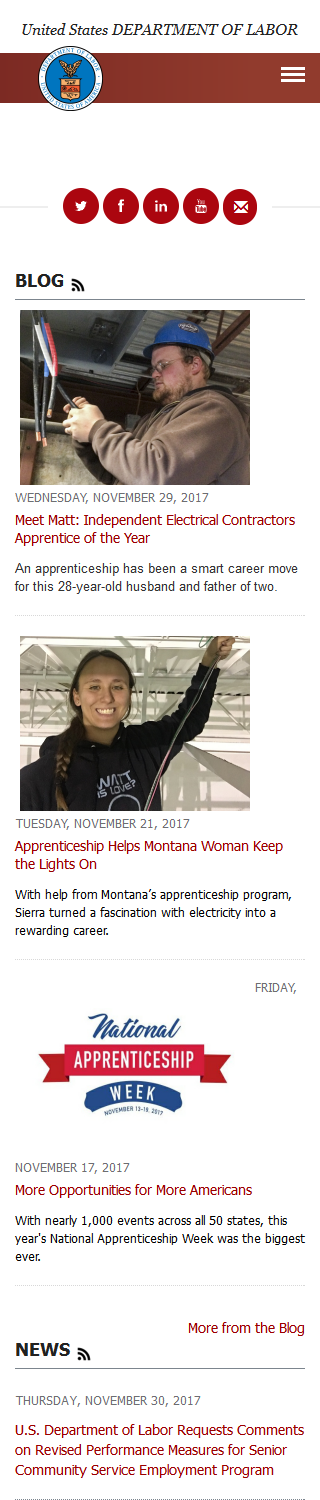 United States DEPARTMENT OF LABOR
DEPARTMENT OF LABOR
UNITED STATES OF AMERICA
in
You
Tube
BLOG
WEDNESDAY, NOVEMBER 29, 2017
Meet Matt: Independent Electrical Contractors
Apprentice of the Year
An apprenticeship has been a smart career move
for this 28-year-old husband and father of two.
WATT
IS LOVE?
TUESDAY, NOVEMBER 21, 2017
Apprenticeship Helps Montana Woman Keep
the Lights On
With help from Montana’s apprenticeship program,
Sierra turned a fascination with electricity into a
rewarding career.
FRIDAY,
National
APPRENTICESHIP
WEEK
NOVEMBER 13-19, 2017
NOVEMBER 17, 2017
More Opportunities for More Americans
With nearly 1,000 events across all 50 states, this
year's National Apprenticeship Week was the biggest
ever.
More from the Blog
NEWS
THURSDAY, NOVEMBER 30, 2017
U.S. Department of Labor Requests Comments
on Revised Performance Measures for Senior
Community Service Employment Program